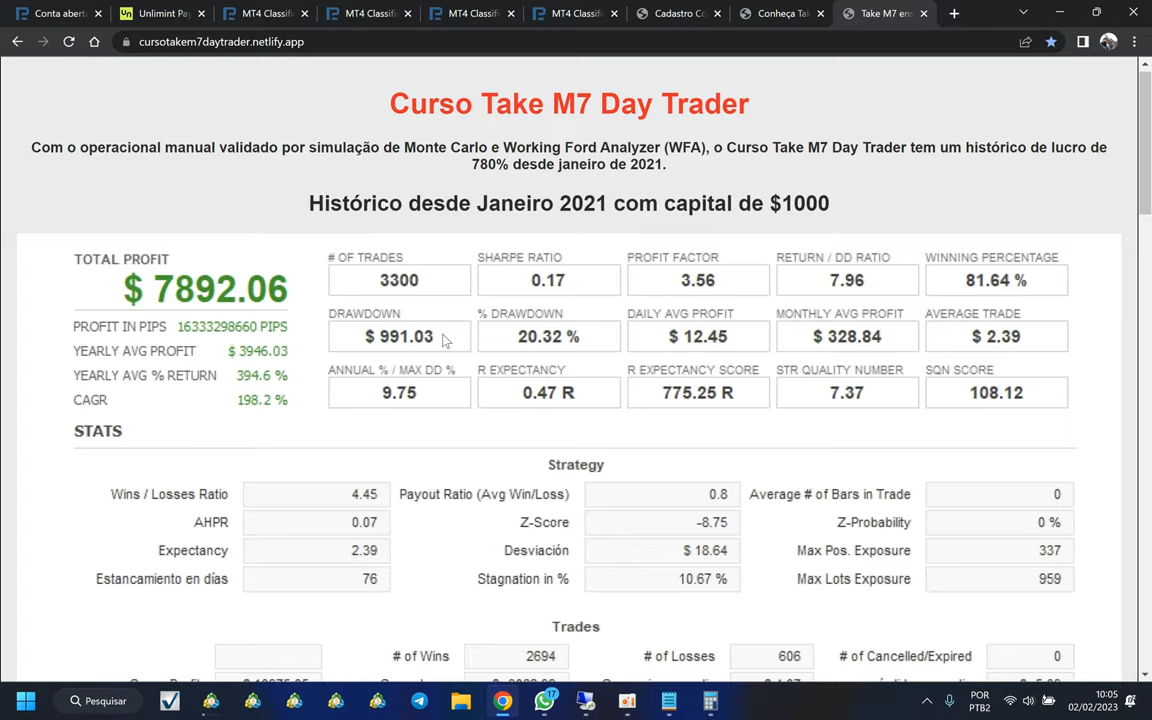 Conta abert
Unlimint Pa
MT4 Classifi
MT4 Classifi
MT4 Classifi
MT4 Classifi
Cadastro Co
Conheça Tak
Take M7 ens
cursotakem7daytrader.netlify.app
Curso Take M7 Day Trader
Com o operacional manual validado por simulação de Monte Carlo e Working Ford Analyzer (WFA), o Curso Take M7 Day Trader tem um histórico de lucro de
780% desde janeiro de 2021.
Histórico desde Janeiro 2021 com capital de $1000
TOTAL PROFIT
$ 7892.06
PROFIT IN PIPS 16333298660 PIPS
YEARLY AVG PROFIT $ 3946.03
YEARLY AVG % RETURN 394.6 %
CAGR 198.2 %
# OF TRADES SHARPE RATIO PROFIT FACTOR RETURN / DD RATIO WINNING PERCENTAGE
3300 0.17 3.56 7.96 81.64 %
DRAWDOWN % DRAWDOWN DAILY AVG PROFIT MONTHLY AVG PROFIT AVERAGE TRADE
$ 991.03 20.32 % $ 12.45 $ 328.84 $ 2.39
ANNUAL % / MAX DD % R EXPECTANCY R EXPECTANCY SCORE STR QUALITY NUMBER SQN SCORE
9.75 0.47 R 775.25 R 7.37 108.12
STATS
Strategy
Wins / Losses Ratio 4.45 Payout Ratio (Avg Win/Loss) 0.8 Average # of Bars in Trade 0
AHPR 0.07 Z-Score -8.75 Z-Probability 0 %
Expectancy 2.39 Desviación $ 18.64 Max Pos. Exposure 337
Estancamiento en días 76 Stagnation in % 10.67 % Max Lots Exposure 959
Trades
# of Wins 2694 # of Losses 606 # of Cancelled/Expired 0
Pesquisar
17
POR
PTB2
10:05
02/02/2023